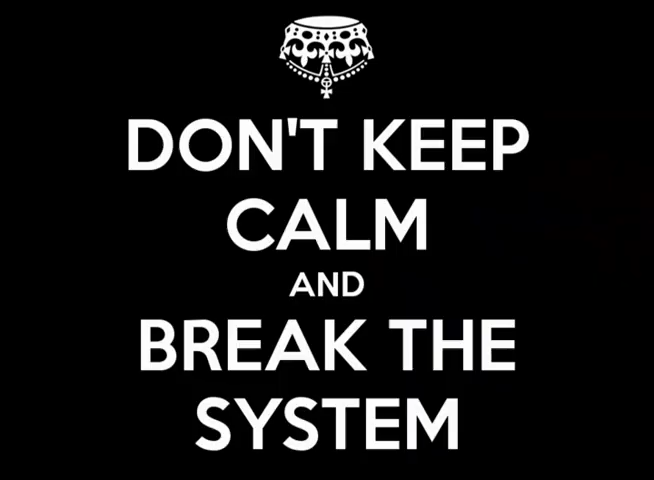 DON'T KEEP
CALM
AND
BREAK THE
SYSTEM